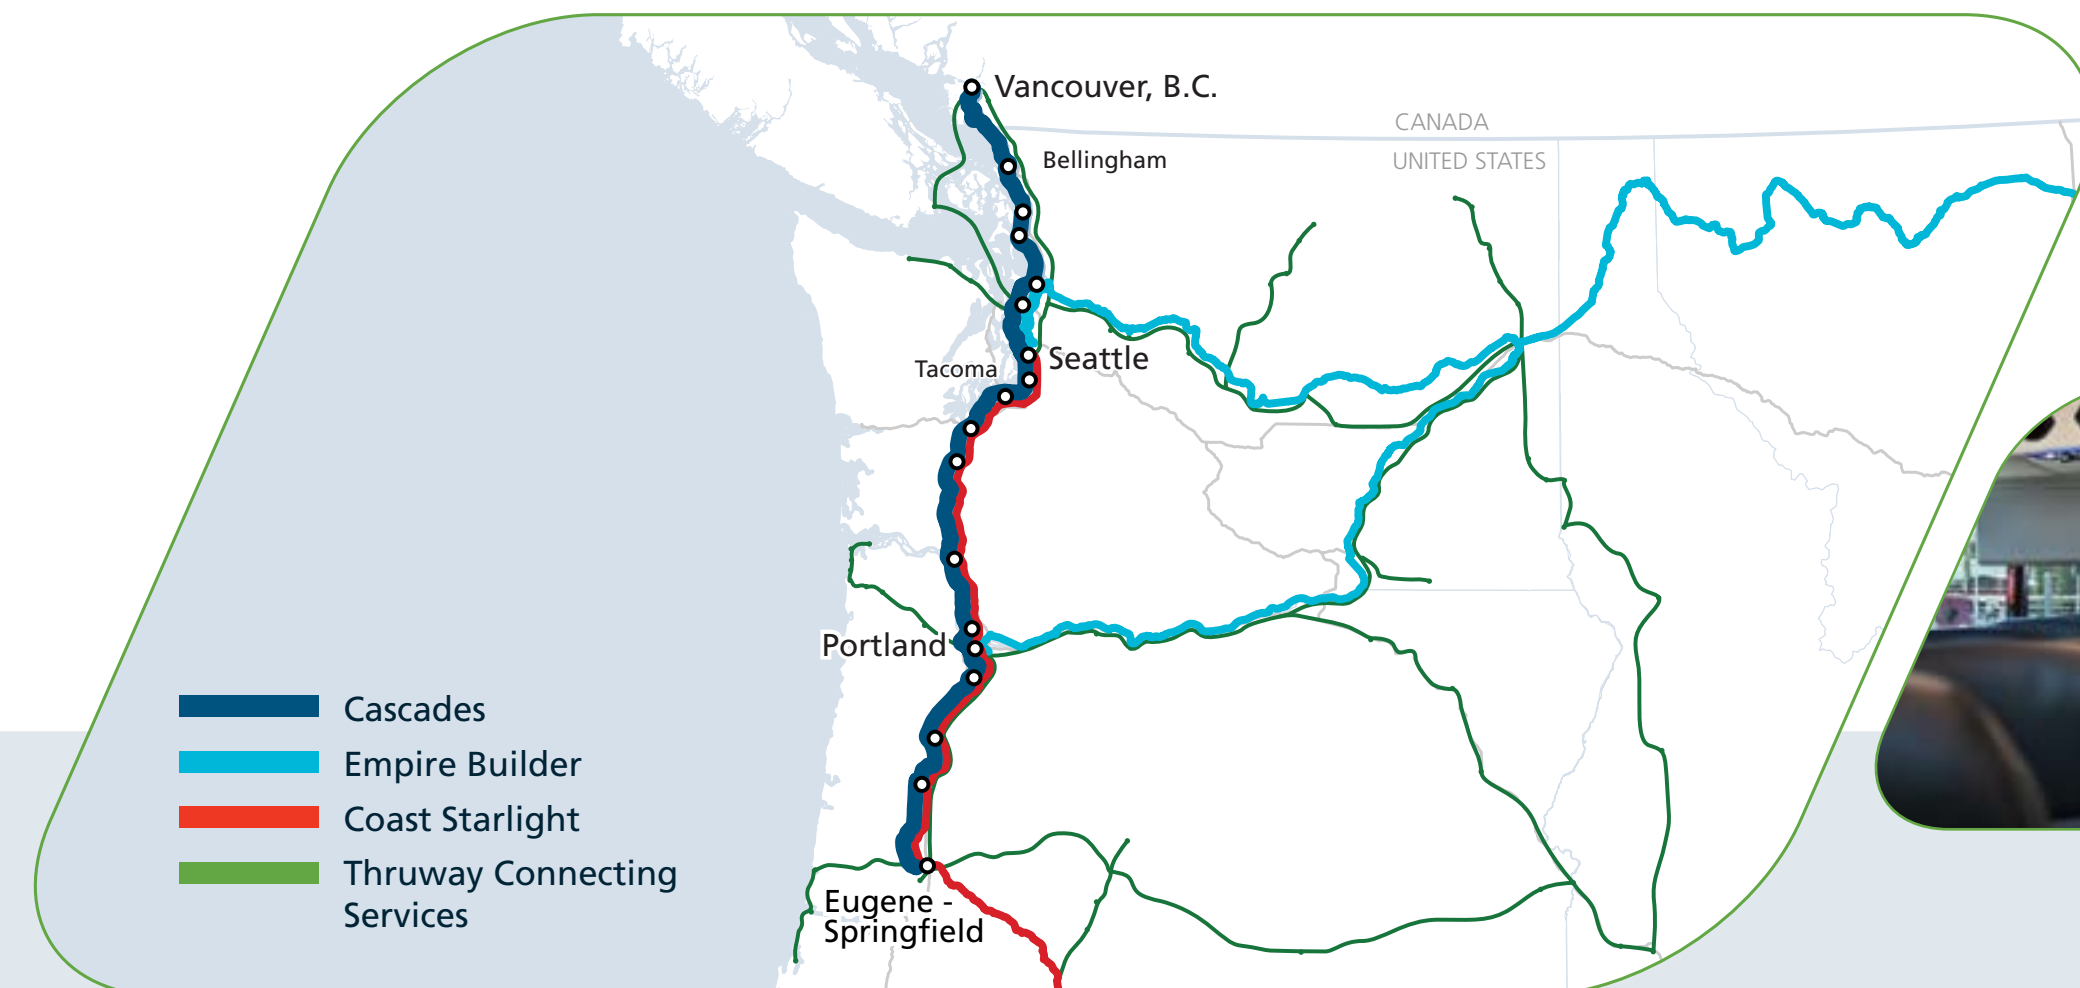 Vancouver, B.C.
CANADA
UNITED STATES
Bellingham
Seattle
Tacoma
Portland
Cascades
Empire Builder
Coast Starlight
Thruway Connecting
Services
Eugene -
Springfield